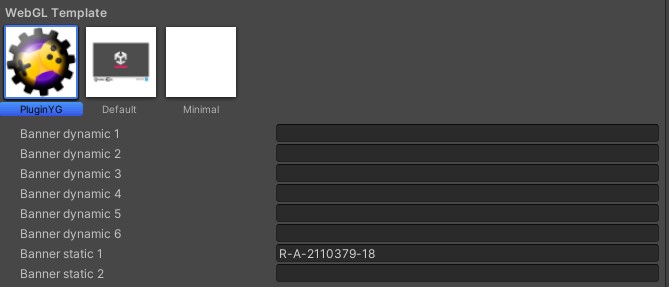 WebGL Template
PluginYG Default Minimal
Banner dynamic 1
Banner dynamic 2
Banner dynamic 3
Banner dynamic 4
Banner dynamic 5
Banner dynamic 6
Banner static 1 R-A-2110379-18
Banner static 2